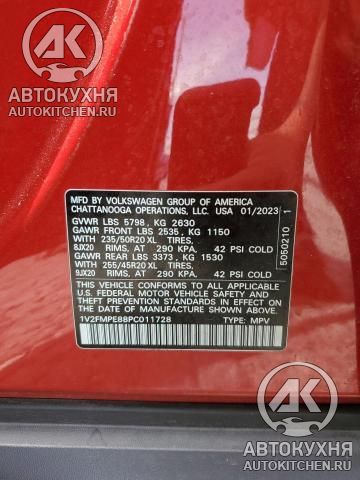 АК
АВТОКУХНЯ
AUTOKITCHEN.RU
АК
АВТОКУХНЯ
AUTOKITCHEN.RU
MFD BY VOLKSWAGEN GROUP OF AMERICA
CHATTANOOGA OPERATIONS, LLC. USA 01/2023
GVWR LBS 5798, KG 2630
GAWR FRONT LBS 2535, KG 1150
WITH 235/50R20 XL TIRES,
8JX20 RIMS, AT 290 KPA, 42 PSI COLD
GAWR REAR LBS 3373, KG 1530
WITH 255/45R20 XL TIRES,
9JX20 RIMS, AT 290 KPA, 42 PSI COLD
THIS VEHICLE CONFORMS TO ALL APPLICABLE
U.S. FEDERAL MOTOR VEHICLE SAFETY
STANDARDS IN EFFECT ON THE DATE OF
MANUFACTURE SHOWN ABOVE.
1V2FMPE88PC011728 TYPE: MPV
5050210 1
АК
АВТОКУХНЯ
AUTOKITCHEN.RU